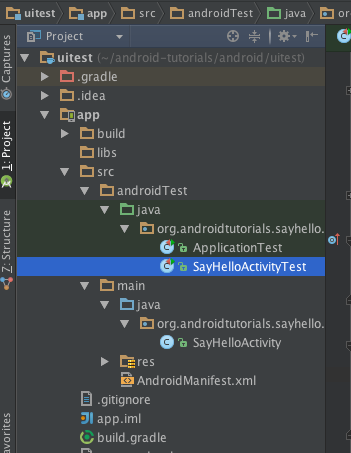 uitest app src androidTest java or
Project
uitest (~/android-tutorials/android/uitest)
.gradle
.idea
app
build
libs
src
androidTest
java
org.androidtutorials.sayhello.
ApplicationTest
SayHelloActivityTest
main
java
org.androidtutorials.sayhello.
SayHelloActivity
res
AndroidManifest.xml
.gitignore
app.iml
build.gradle
Captures
1: Project
Z: Structure
avorites